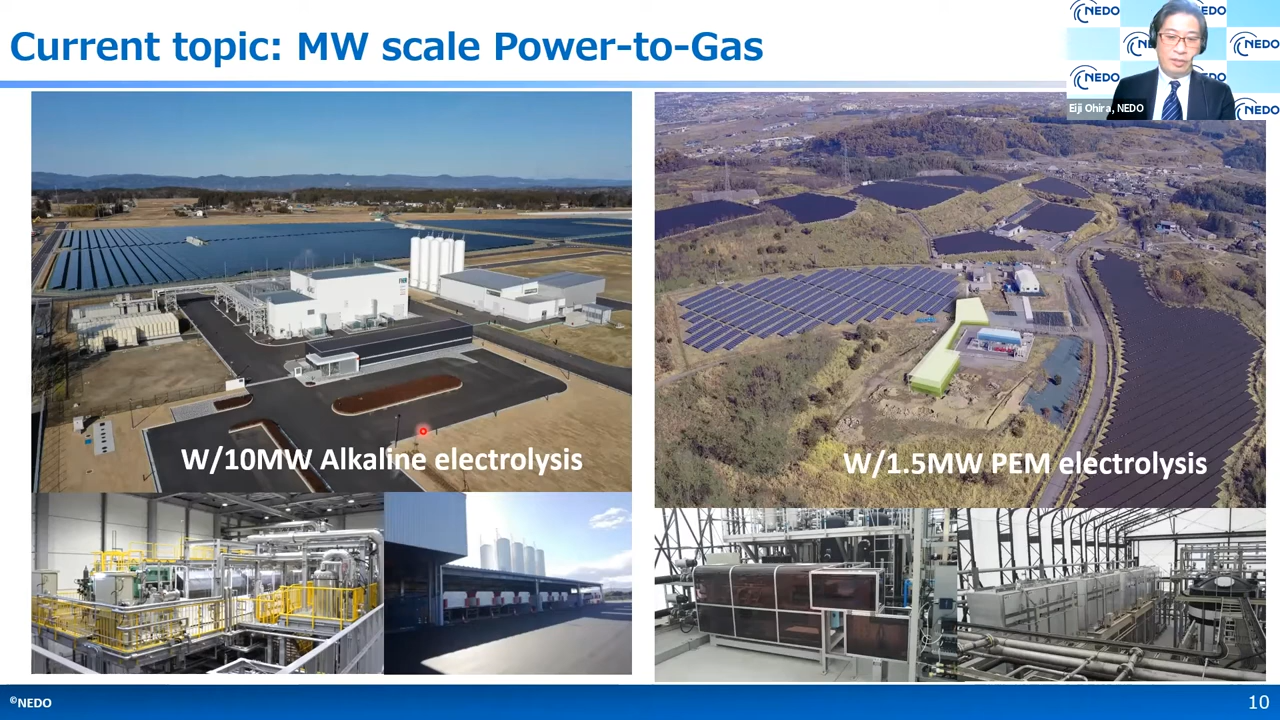 Current topic: MW scale Power-to-Gas
NEDO
NEDO
NEDO
NEDO
NEDO
Eiji Ohira, NEDO
W/10MW Alkaline electrolysis
W/1.5MW PEM electrolysis
©NEDO
10